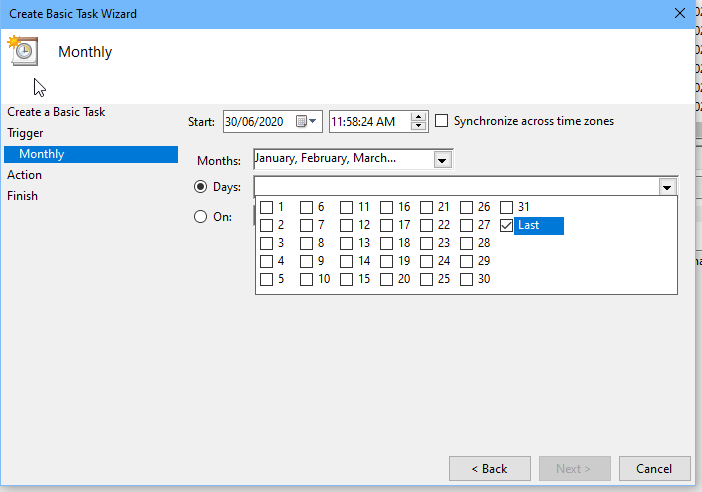 Create Basic Task Wizard
Monthly
Create a Basic Task
Trigger
Monthly
Action
Finish
Start: 30/06/2020 11:58:24 AM Synchronize across time zones
Months: January, February, March...
Days:
On:
1 6 11 16 21 26 31
2 7 12 17 22 27 Last
3 8 13 18 23 28
4 9 14 19 24 29
5 10 15 20 25 30
< Back Next > Cancel